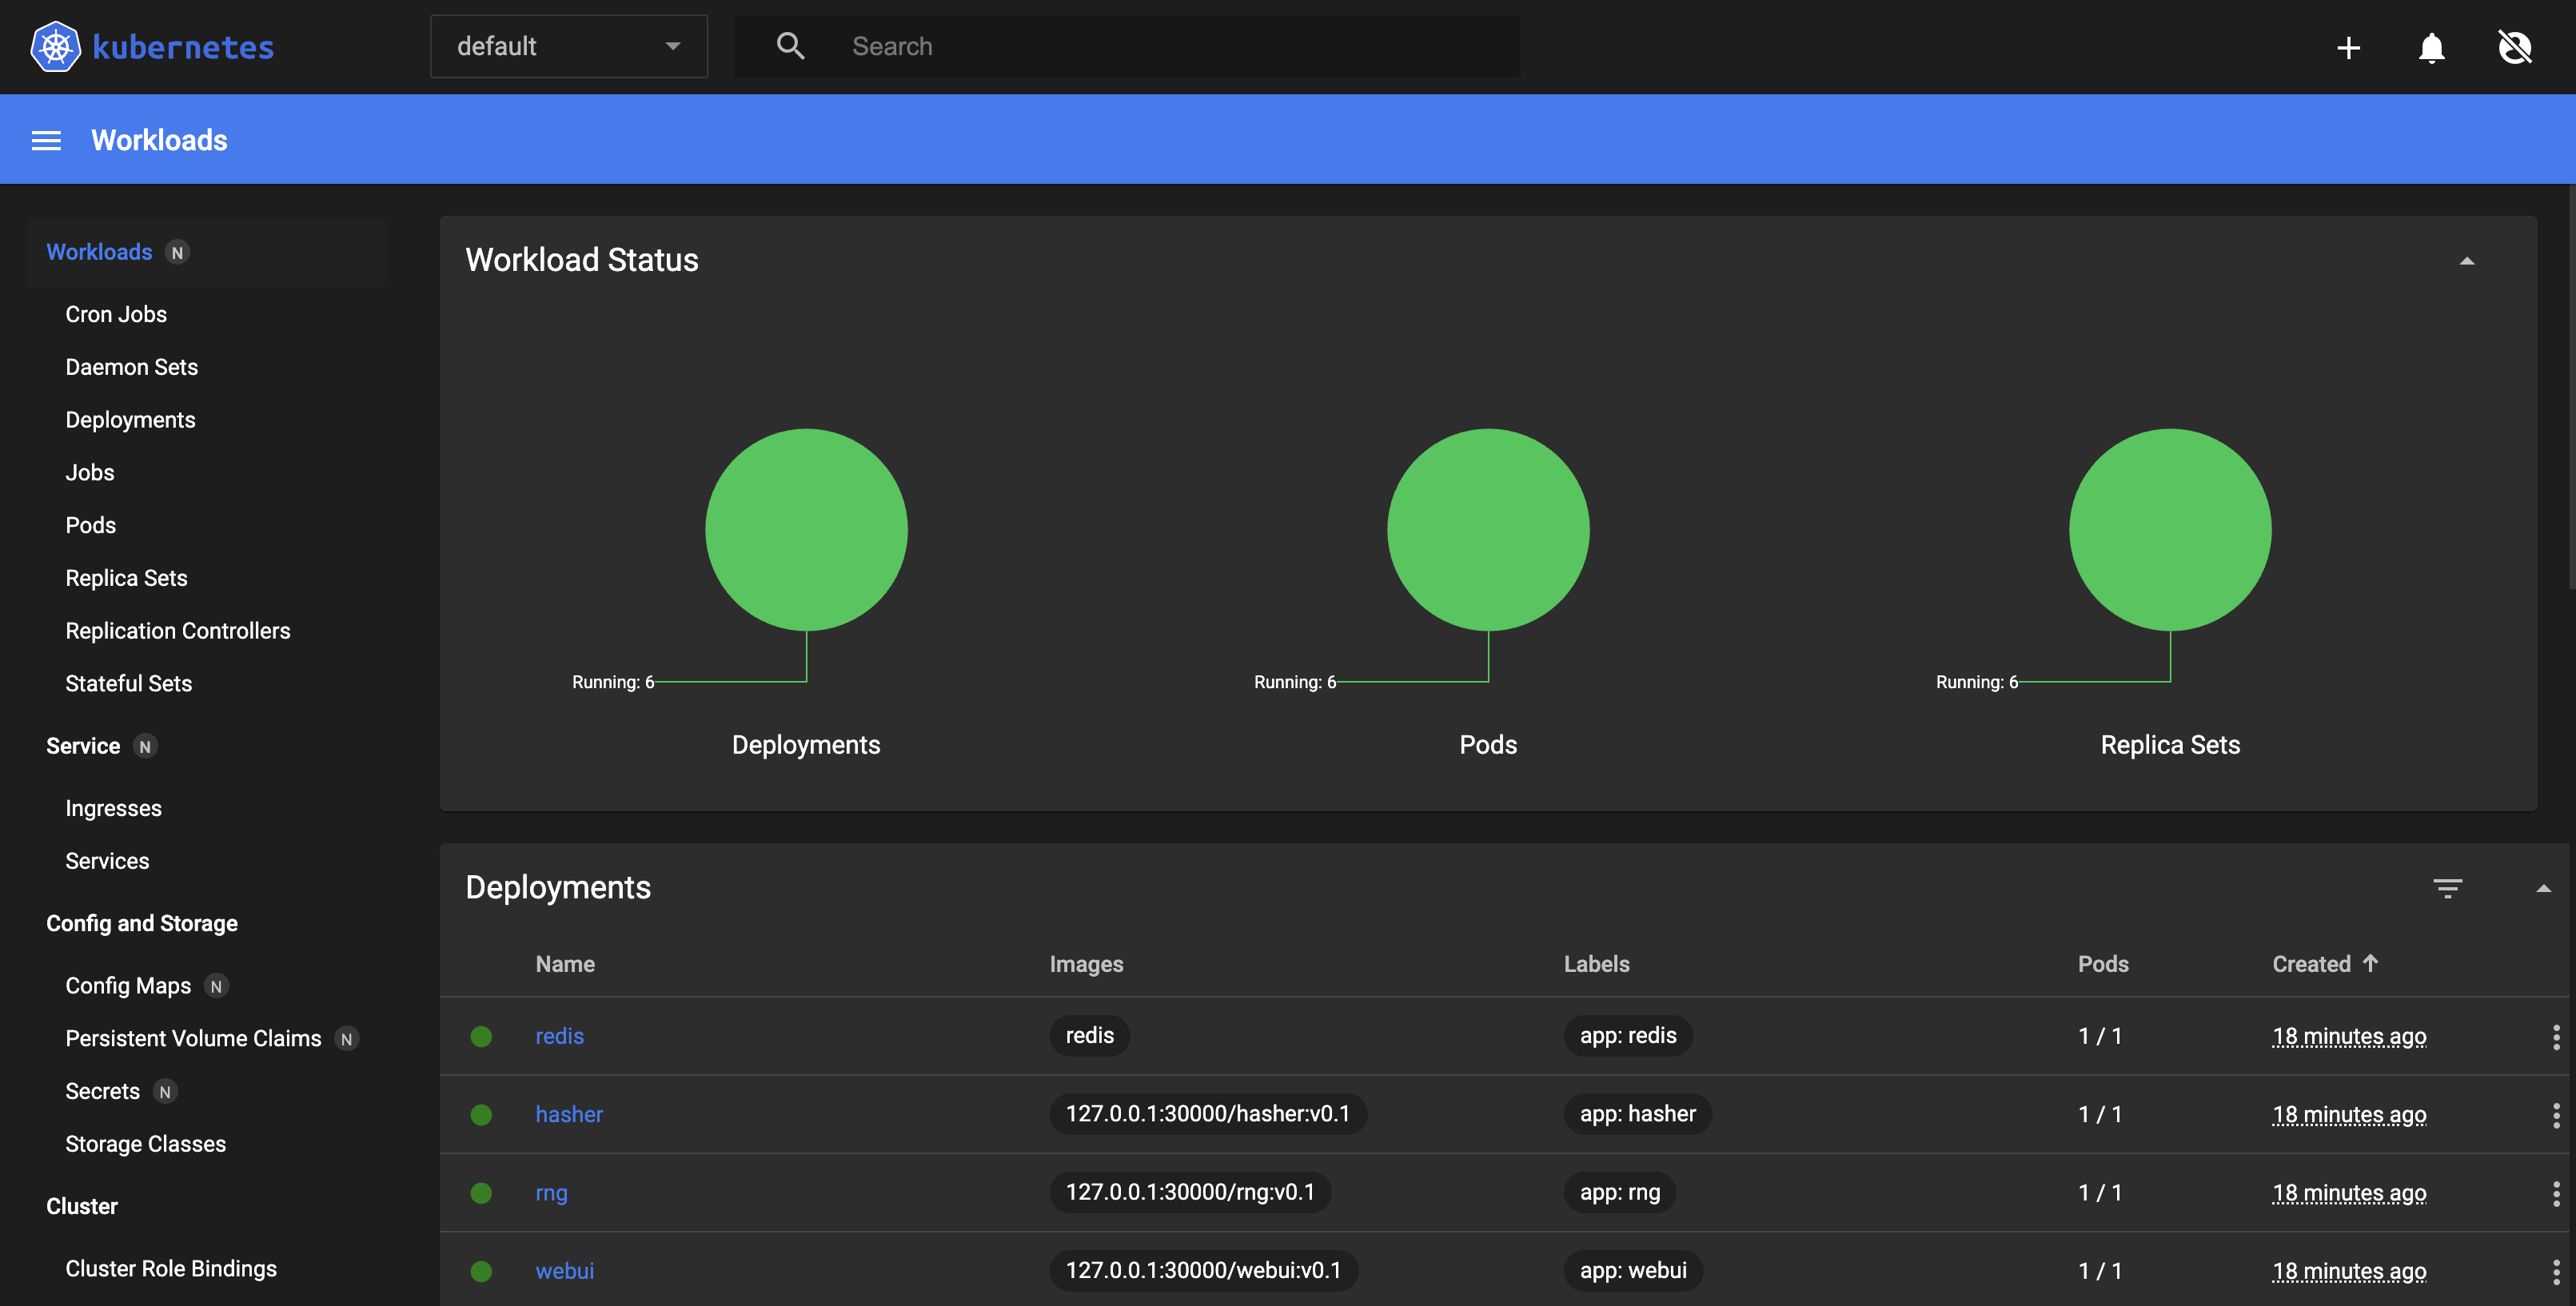 kubernetes
default
Search
Workloads
Workloads N
Cron Jobs
Daemon Sets
Deployments
Jobs
Pods
Replica Sets
Replication Controllers
Stateful Sets
Service N
Ingresses
Services
Config and Storage
Config Maps N
Persistent Volume Claims N
Secrets N
Storage Classes
Cluster
Cluster Role Bindings
Workload Status
Running: 6
Deployments
Running: 6
Pods
Running: 6
Replica Sets
Deployments
Name Images Labels Pods Created
redis redis app: redis 1 / 1 18 minutes ago
hasher 127.0.0.1:30000/hasher:v0.1 app: hasher 1 / 1 18 minutes ago
rng 127.0.0.1:30000/rng:v0.1 app: rng 1 / 1 18 minutes ago
webui 127.0.0.1:30000/webui:v0.1 app: webui 1 / 1 18 minutes ago